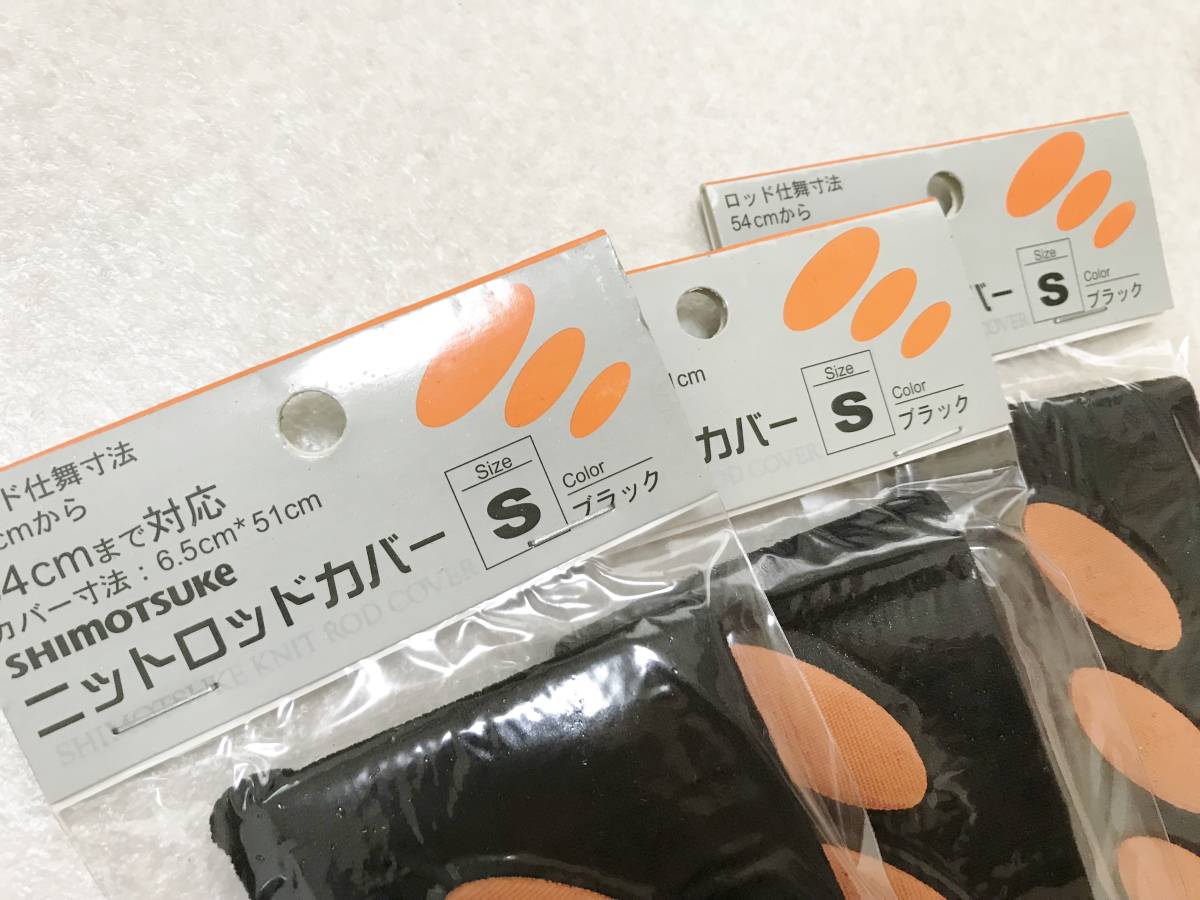 ド仕舞寸法
cmから
4cmまで対応
カバー寸法：6.5cm*51cm
SHIMOTSUKE
ニットロッドカバー
SHIMOTSUKE KNIT ROD COVER
Size
S
Color
ブラック
cm
カバー
ROD COVER
Size
S
Color
ブラック
ロッド仕舞寸法
54cmから
バー
COVER
Size
S
Color
ブラック